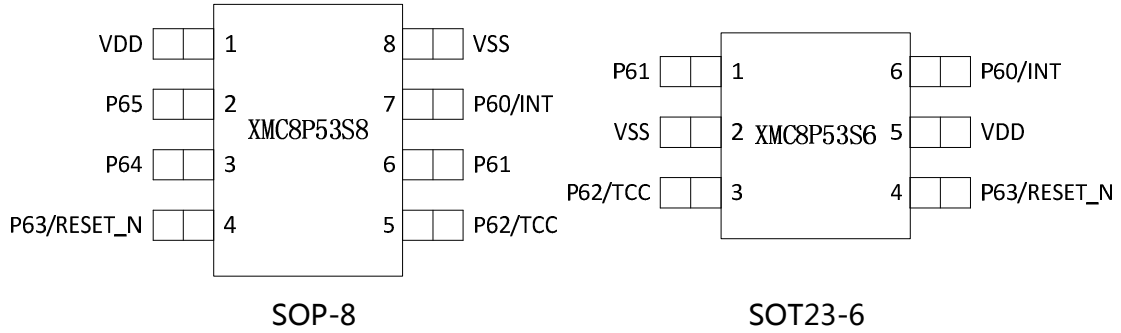 VDD 1 8 VSS
P65 2 7 P60/INT
XMC8P53S8
P64 3 6 P61
P63/RESET_N 4 5 P62/TCC
SOP-8
P61 1 6 P60/INT
VSS 2 XMC8P53S6 5 VDD
P62/TCC 3 4 P63/RESET_N
SOT23-6